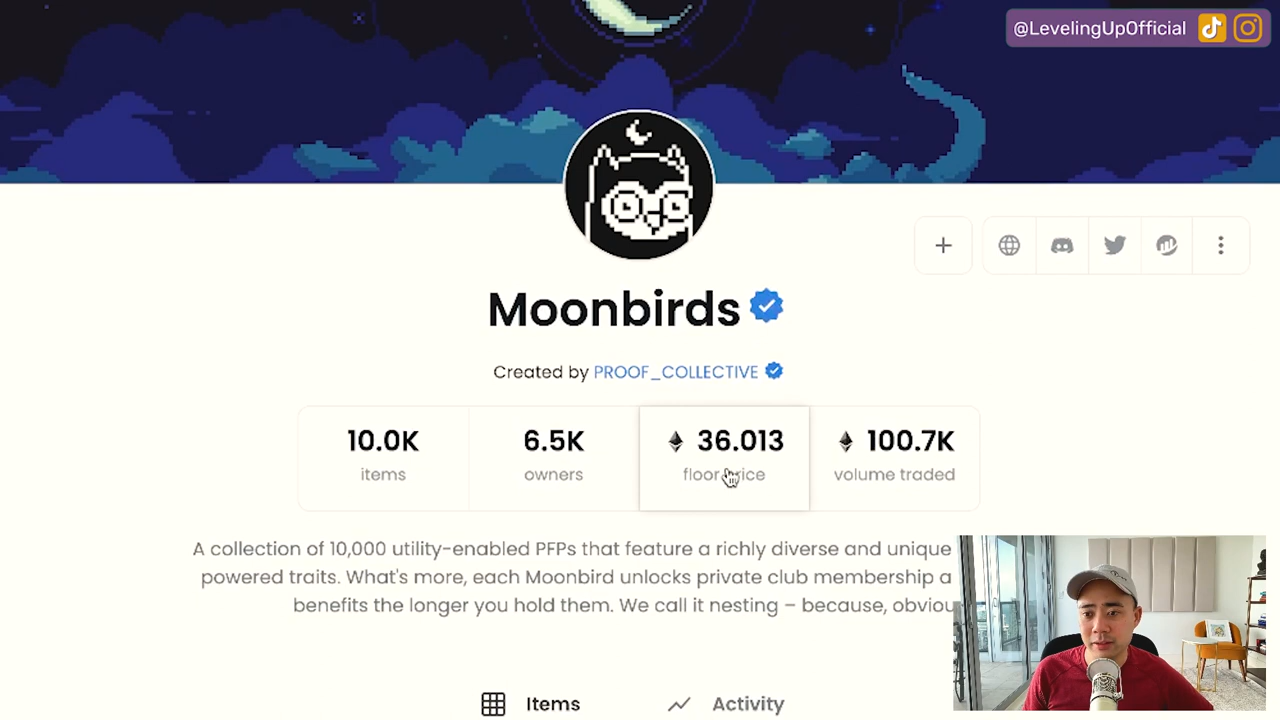 @LevelingUpOfficial
Moonbirds
Created by PROOF_COLLECTIVE
10.0K
items
6.5K
owners
36.013
floor price
100.7K
volume traded
A collection of 10,000 utility-enabled PFPs that feature a richly diverse and unique
powered traits. What's more, each Moonbird unlocks private club membership a
benefits the longer you hold them. We call it nesting – because, obviou
Items
Activity